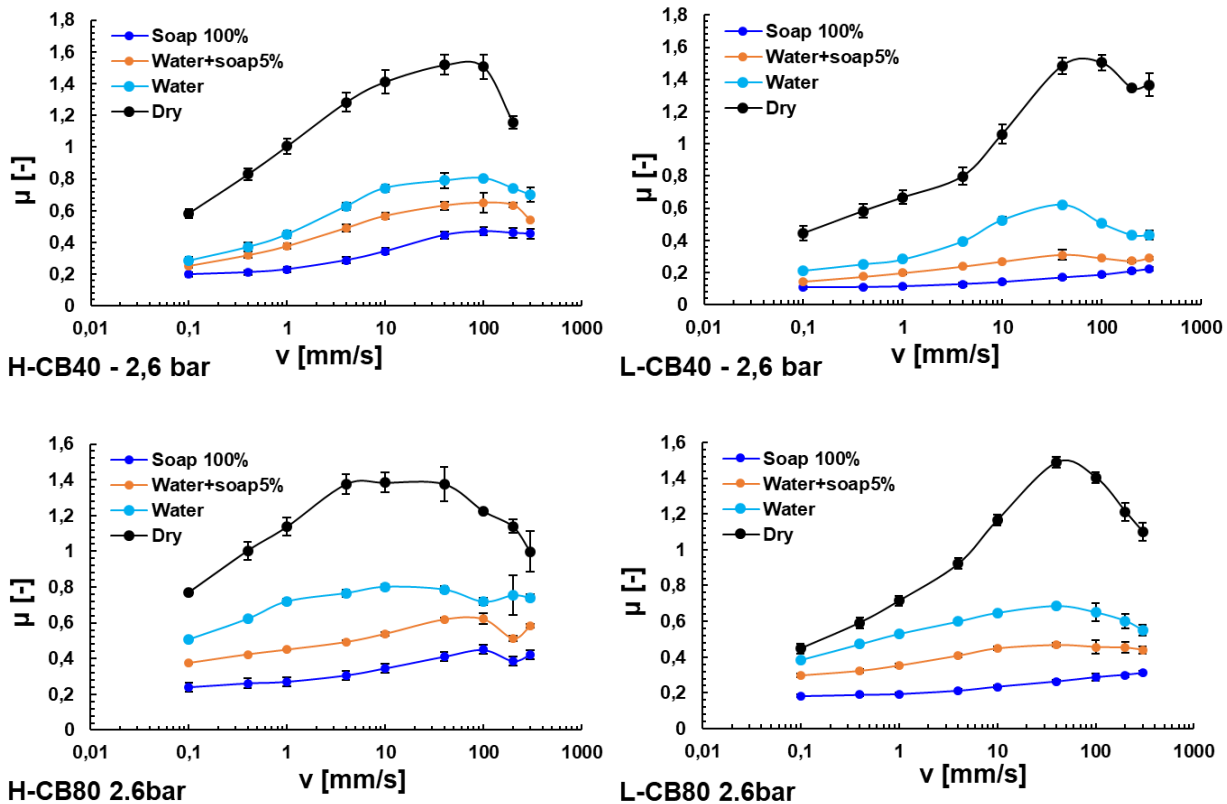 1,8
1,6
1,4
1,2
1
0,8
0,6
0,4
0,2
0
μ [-]
Soap 100%
Water+soap5%
Water
Dry
0,01
0,1
1
10
100
1000
v [mm/s]
H-CB40 - 2,6 bar
1,8
1,6
1,4
1,2
1
0,8
0,6
0,4
0,2
0
μ [-]
Soap 100%
Water+soap5%
Water
Dry
0,01
0,1
1
10
100
1000
v [mm/s]
L-CB40 - 2,6 bar
1,6
1,4
1,2
1
0,8
0,6
0,4
0,2
0
μ [-]
Soap 100%
Water+soap5%
Water
Dry
0,01
0,1
1
10
100
1000
v [mm/s]
H-CB80 2.6bar
1,6
1,4
1,2
1
0,8
0,6
0,4
0,2
0
μ [-]
Soap 100%
Water+soap5%
Water
Dry
0,01
0,1
1
10
100
1000
v [mm/s]
L-CB80 2.6bar